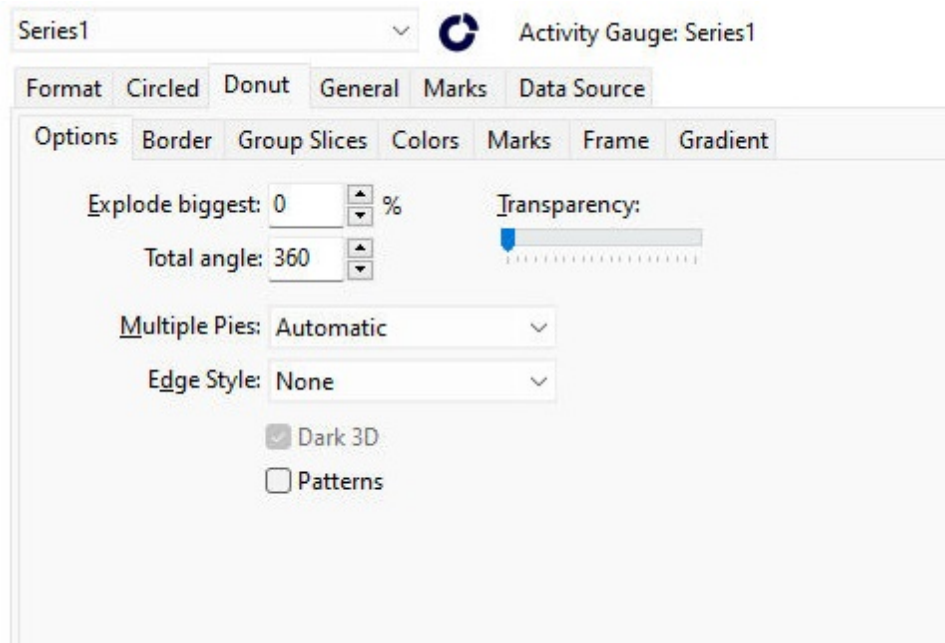 Series1 Activity Gauge: Series1
Format Circled Donut General Marks Data Source
Options Border Group Slices Colors Marks Frame Gradient
Explode biggest: 0 % Transparency:
Total angle: 360
Multiple Pies: Automatic
Edge Style: None
Dark 3D
Patterns